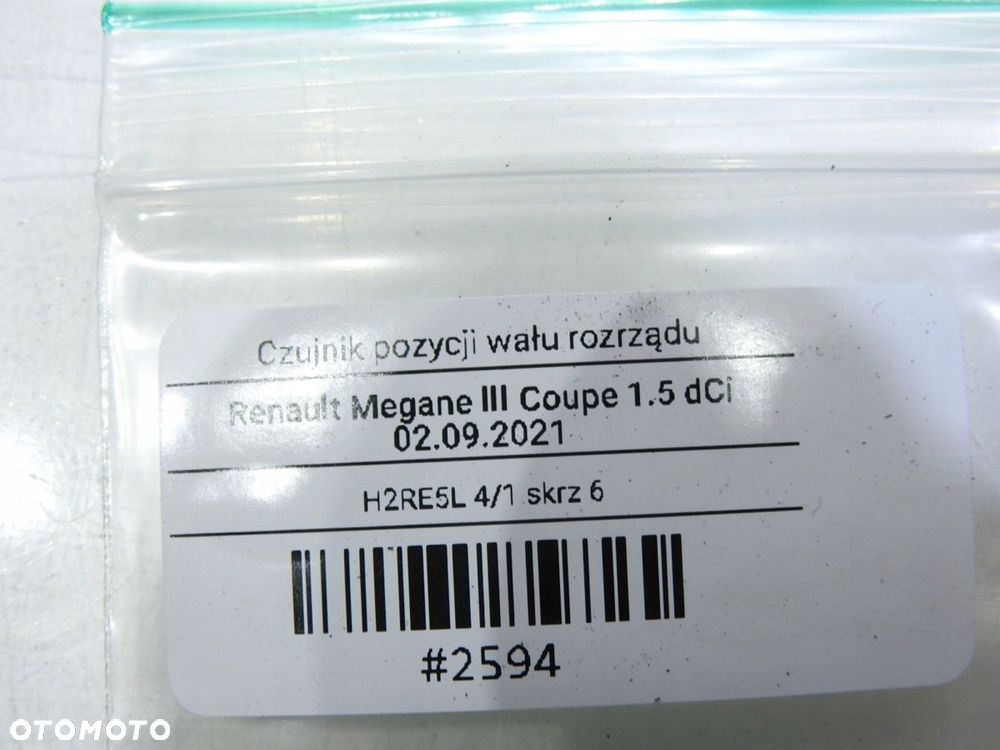 Czujnik pozycji wału rozrządu
Renault Megane III Coupe 1.5 dCi
02.09.2021
H2RE5L 4/1 skrz 6
#2594
OTOMOTO